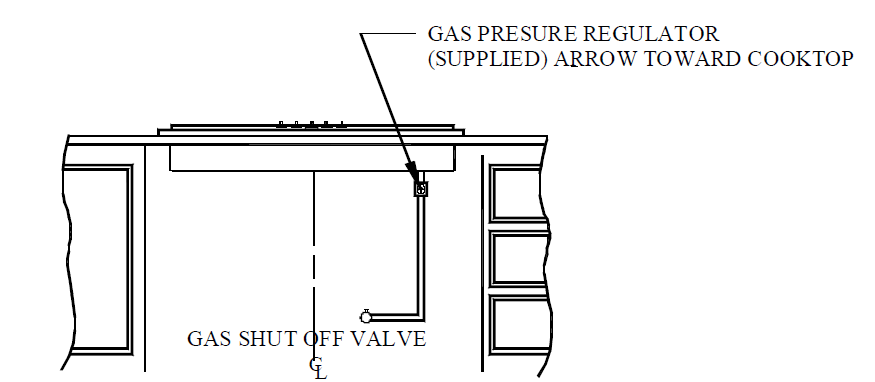 GAS PRESURE REGULATOR
(SUPPLIED) ARROW TOWARD COOKTOP
GAS SHUT OFF VALVE
CL